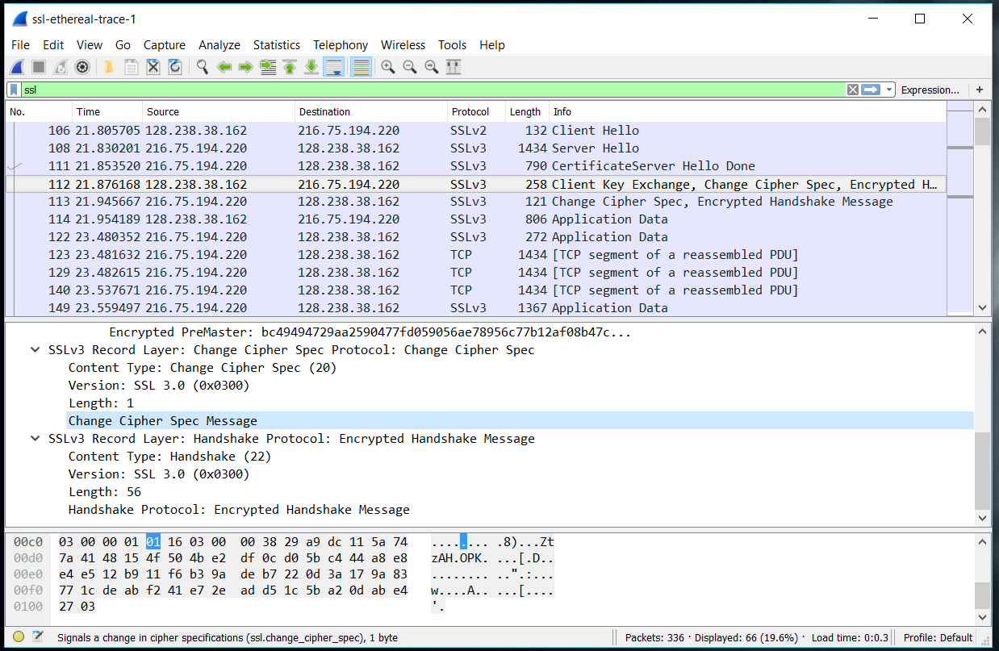 ssl-ethereal-trace-1
File Edit View Go Capture Analyze Statistics Telephony Wireless Tools Help
ssl Expression... +
No. Time Source Destination Protocol Length Info
106 21.805705 128.238.38.162 216.75.194.220 SSLv2 132 Client Hello
108 21.830201 216.75.194.220 128.238.38.162 SSLv3 1434 Server Hello
111 21.853520 216.75.194.220 128.238.38.162 SSLv3 790 CertificateServer Hello Done
112 21.876168 128.238.38.162 216.75.194.220 SSLv3 258 Client Key Exchange, Change Cipher Spec, Encrypted H…
113 21.945667 216.75.194.220 128.238.38.162 SSLv3 121 Change Cipher Spec, Encrypted Handshake Message
114 21.954189 128.238.38.162 216.75.194.220 SSLv3 806 Application Data
122 23.480352 216.75.194.220 128.238.38.162 SSLv3 272 Application Data
123 23.481632 216.75.194.220 128.238.38.162 TCP 1434 [TCP segment of a reassembled PDU]
129 23.482615 216.75.194.220 128.238.38.162 TCP 1434 [TCP segment of a reassembled PDU]
140 23.537671 216.75.194.220 128.238.38.162 TCP 1434 [TCP segment of a reassembled PDU]
149 23.559497 216.75.194.220 128.238.38.162 SSLv3 1367 Application Data
Encrypted PreMaster: bc49494729aa2590477fd059056ae78956c77b12af08b47c...
SSLv3 Record Layer: Change Cipher Spec Protocol: Change Cipher Spec
Content Type: Change Cipher Spec (20)
Version: SSL 3.0 (0x0300)
Length: 1
Change Cipher Spec Message
SSLv3 Record Layer: Handshake Protocol: Encrypted Handshake Message
Content Type: Handshake (22)
Version: SSL 3.0 (0x0300)
Length: 56
Handshake Protocol: Encrypted Handshake Message
00c0 03 00 00 01 01 16 03 00 00 38 29 a9 dc 11 5a 74 ........ .8)...Zt
00d0 7a 41 48 15 4f 50 4b e2 df 0c d0 5b c4 44 a8 e8 zAH.OPK. ...[.D..
00e0 e4 e5 12 b9 11 f6 b3 9a de b7 22 0d 3a 17 9a 83 ........ ..".:...
00f0 77 1c de ab f2 41 e7 2e ad d5 1c 5b a2 0d ab e4 w....A.. ...[....
0100 27 03 '.
Signals a change in cipher specifications (ssl.change_cipher_spec), 1 byte Packets: 336 · Displayed: 66 (19.6%) · Load time: 0:0.3 Profile: Default